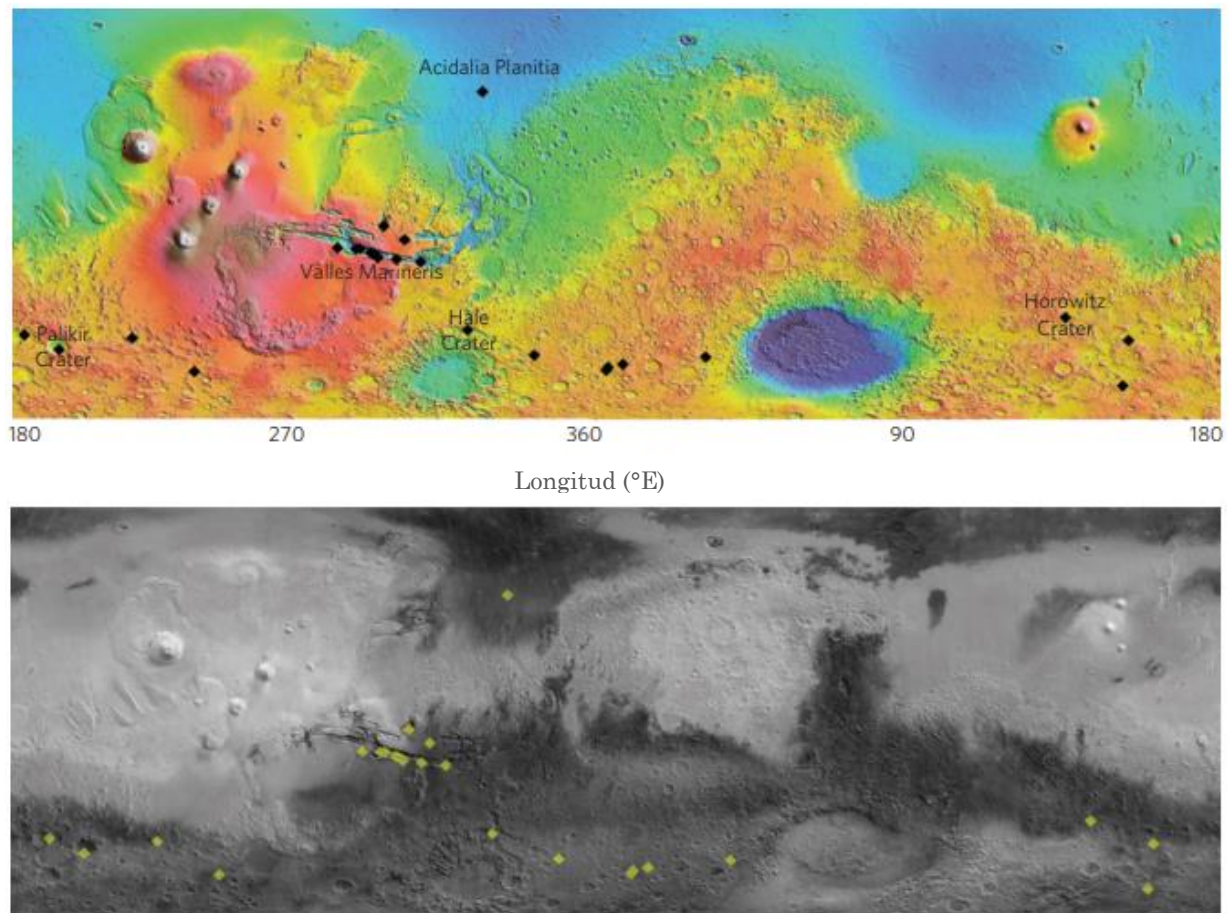 Acidalia Planitia
Valles Marineris
Horowitz
Crater
Hale
Crater
Palikir
Crater
180 270 360 90 180
Longitud (°E)